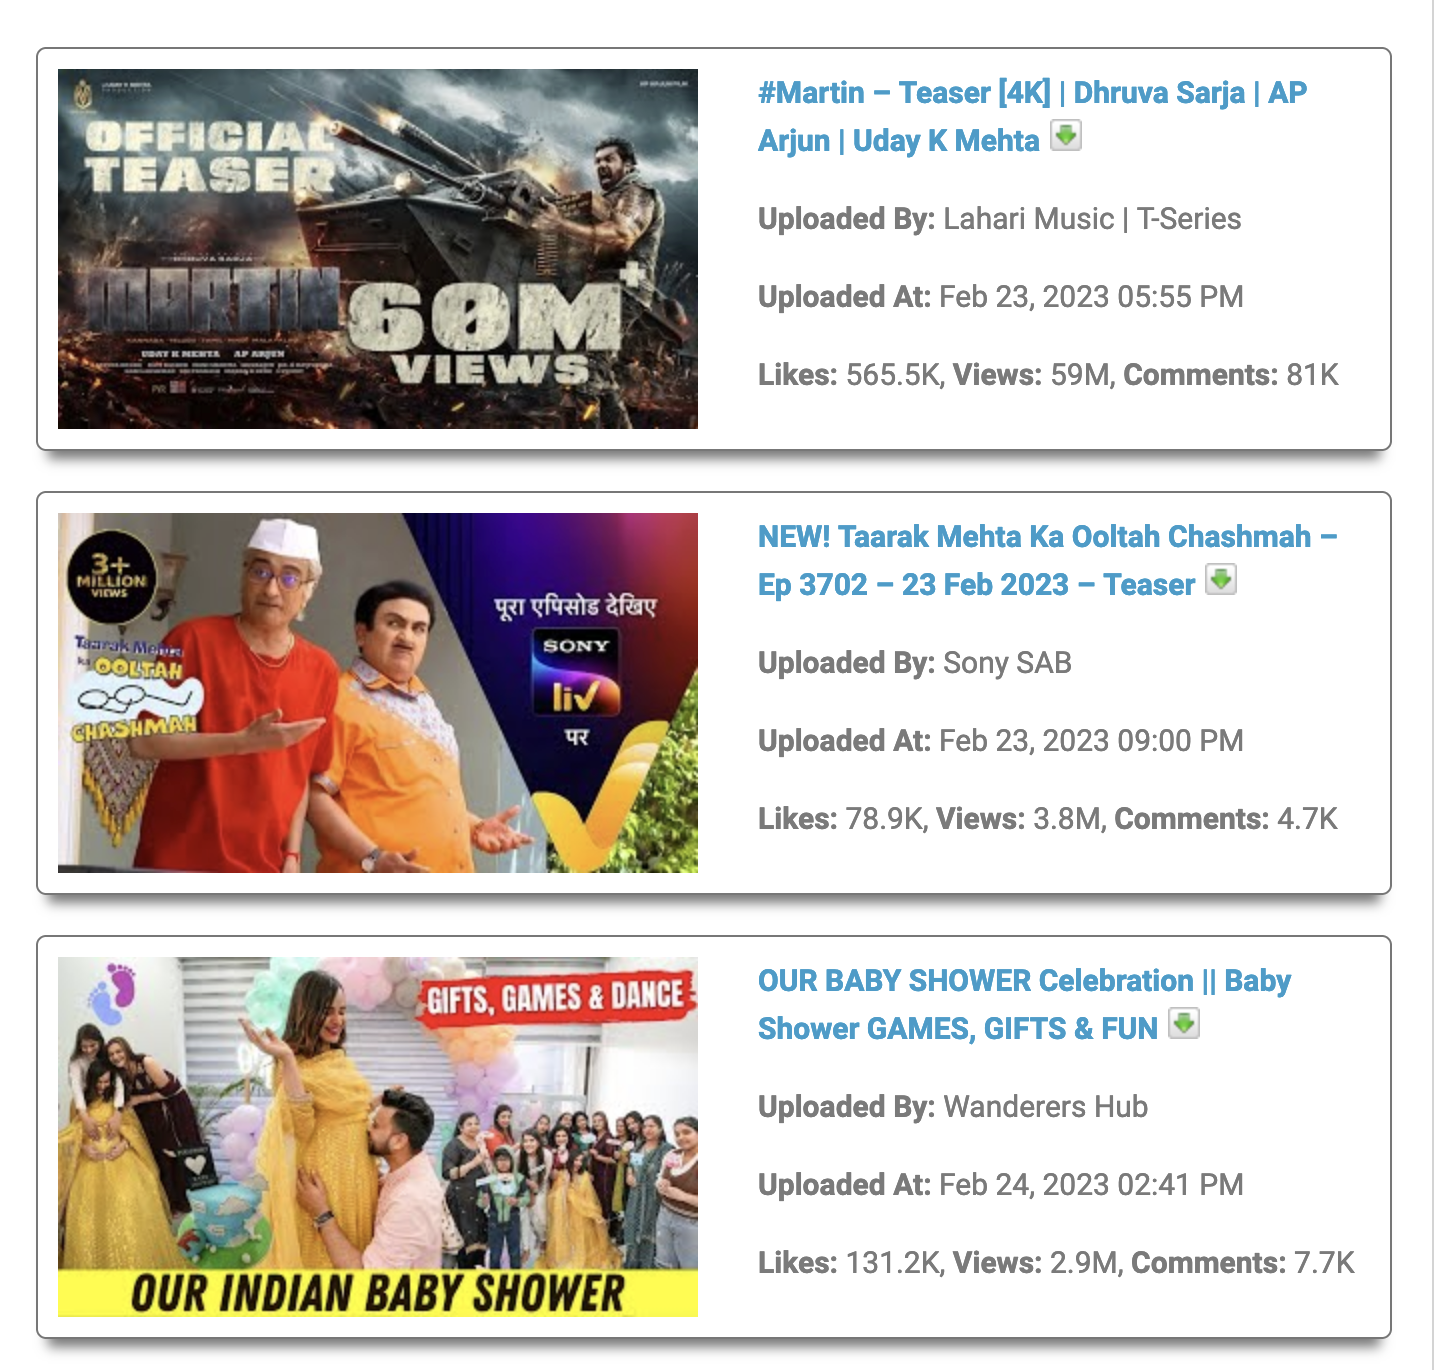 OFFICIAL
TEASER
DHRUVA SARJA
MARTIN
60M+
VIEWS
UDAY K MEHTA AP ARJUN
#Martin – Teaser [4K] | Dhruva Sarja | AP
Arjun | Uday K Mehta
Uploaded By: Lahari Music | T-Series
Uploaded At: Feb 23, 2023 05:55 PM
Likes: 565.5K, Views: 59M, Comments: 81K
3+
MILLION
VIEWS
Taarak Mehta
ka OOLTAH
CHASHMAH
पूरा एपिसोड देखिए
SONY
liv
पर
NEW! Taarak Mehta Ka Ooltah Chashmah –
Ep 3702 – 23 Feb 2023 – Teaser
Uploaded By: Sony SAB
Uploaded At: Feb 23, 2023 09:00 PM
Likes: 78.9K, Views: 3.8M, Comments: 4.7K
GIFTS, GAMES & DANCE
OUR INDIAN BABY SHOWER
OUR BABY SHOWER Celebration || Baby
Shower GAMES, GIFTS & FUN
Uploaded By: Wanderers Hub
Uploaded At: Feb 24, 2023 02:41 PM
Likes: 131.2K, Views: 2.9M, Comments: 7.7K